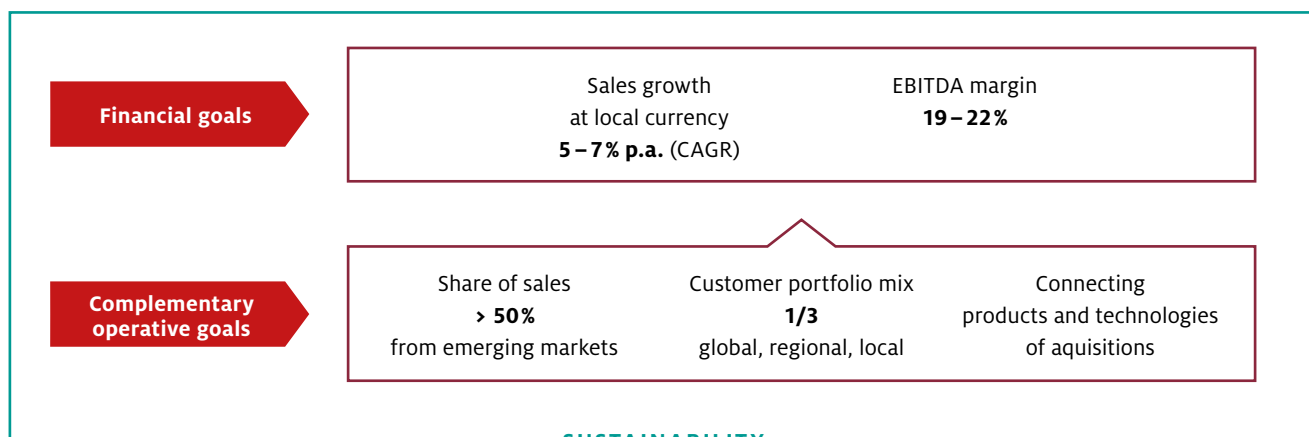 Financial goals
Sales growth
at local currency
5 – 7 % p.a. (CAGR)
EBITDA margin
19 – 22 %
Complementary
operative goals
Share of sales
> 50 %
from emerging markets
Customer portfolio mix
1/3
global, regional, local
Connecting
products and technologies
of aquisitions
SUSTAINABILITY